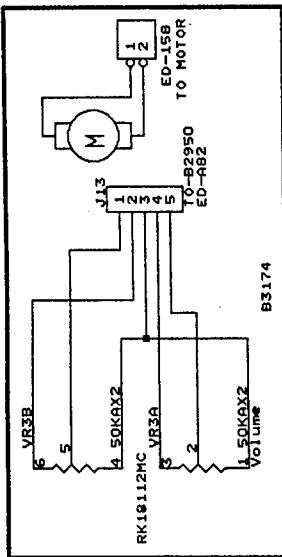 1
2
ED-158
TO MOTOR
M
J13
1
2
3
4
5
TO-B2950
ED-A82
VR3B
6
5
4
50KAX2
RK18112MC
VR3A
3
2
1
50KAX2
Volume
B3174